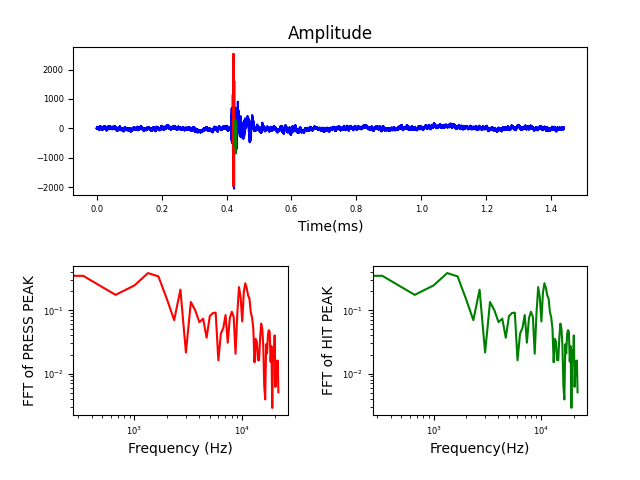 Amplitude
2000
1000
0
−1000
−2000
0.0 0.2 0.4 0.6 0.8 1.0 1.2 1.4
Time(ms)
FFT of PRESS PEAK
10⁻¹
10⁻²
10³ 10⁴
Frequency (Hz)
FFT of HIT PEAK
10⁻¹
10⁻²
10³ 10⁴
Frequency(Hz)